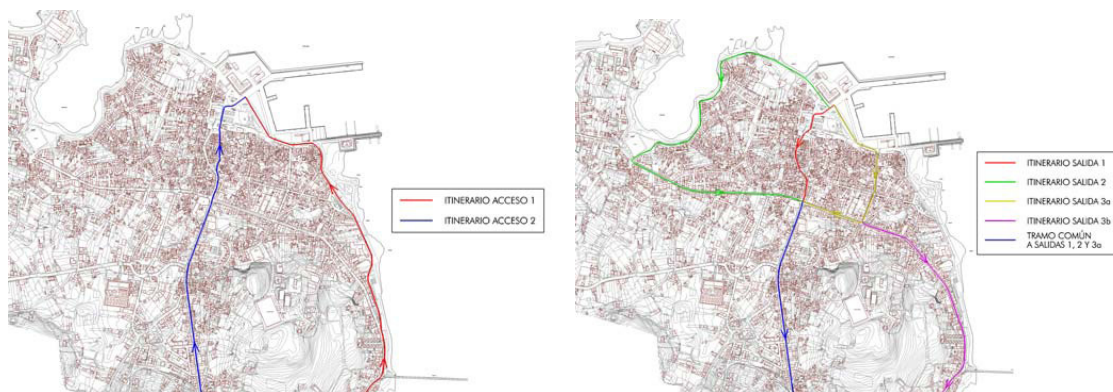 ITINERARIO ACCESO 1
ITINERARIO ACCESO 2
ITINERARIO SALIDA 1
ITINERARIO SALIDA 2
ITINERARIO SALIDA 3a
ITINERARIO SALIDA 3b
TRAMO COMÚN
A SALIDAS 1, 2 Y 3a